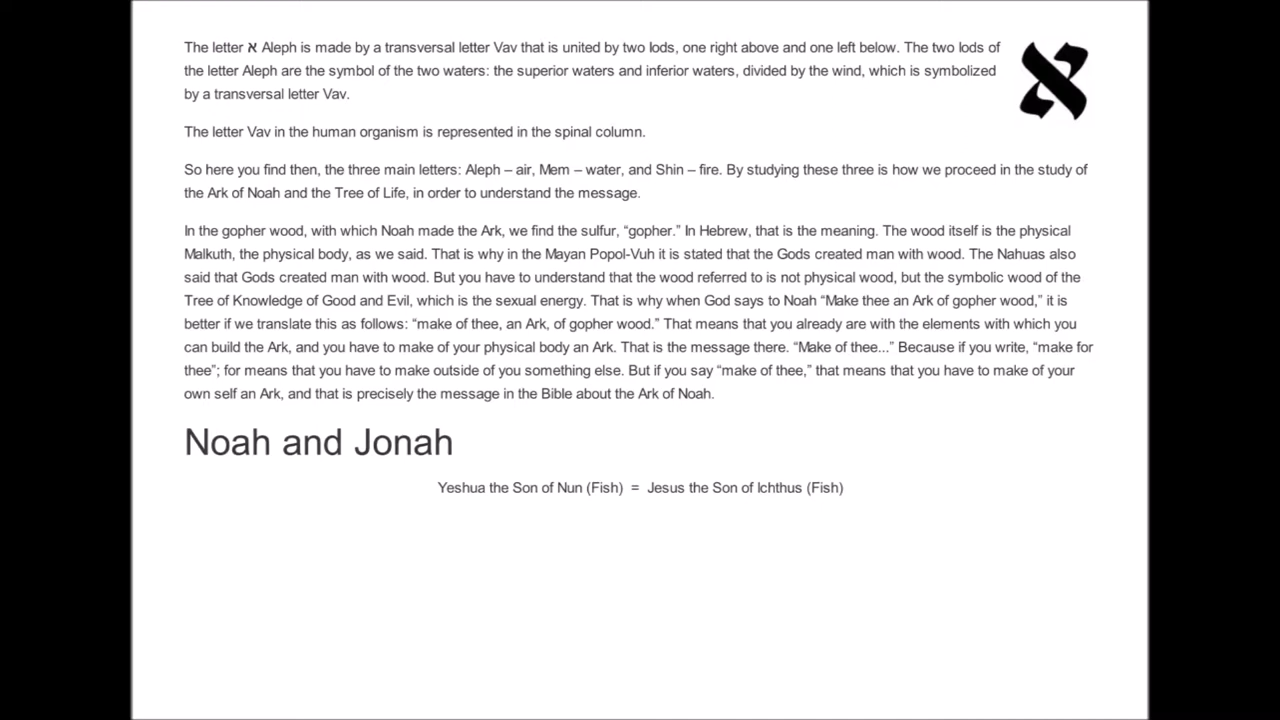 The letter א Aleph is made by a transversal letter Vav that is united by two Iods, one right above and one left below. The two Iods of
the letter Aleph are the symbol of the two waters: the superior waters and inferior waters, divided by the wind, which is symbolized
by a transversal letter Vav.
א
The letter Vav in the human organism is represented in the spinal column.
So here you find then, the three main letters: Aleph – air, Mem – water, and Shin – fire. By studying these three is how we proceed in the study of
the Ark of Noah and the Tree of Life, in order to understand the message.
In the gopher wood, with which Noah made the Ark, we find the sulfur, “gopher.” In Hebrew, that is the meaning. The wood itself is the physical
Malkuth, the physical body, as we said. That is why in the Mayan Popol-Vuh it is stated that the Gods created man with wood. The Nahuas also
said that Gods created man with wood. But you have to understand that the wood referred to is not physical wood, but the symbolic wood of the
Tree of Knowledge of Good and Evil, which is the sexual energy. That is why when God says to Noah “Make thee an Ark of gopher wood,” it is
better if we translate this as follows: “make of thee, an Ark, of gopher wood.” That means that you already are with the elements with which you
can build the Ark, and you have to make of your physical body an Ark. That is the message there. “Make of thee...” Because if you write, “make for
thee”; for means that you have to make outside of you something else. But if you say “make of thee,” that means that you have to make of your
own self an Ark, and that is precisely the message in the Bible about the Ark of Noah.
Noah and Jonah
Yeshua the Son of Nun (Fish) = Jesus the Son of Ichthus (Fish)